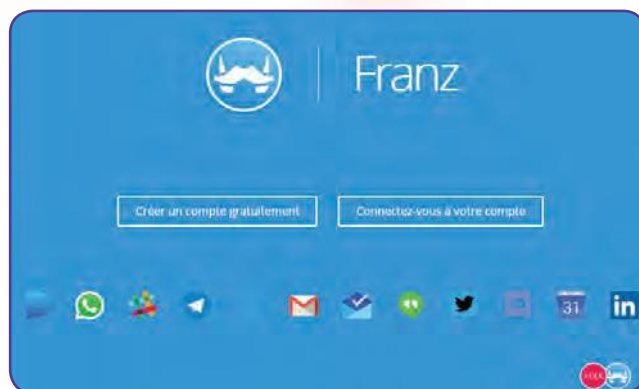 Franz
Créer un compte gratuitement
Connectez-vous à votre compte
31
in